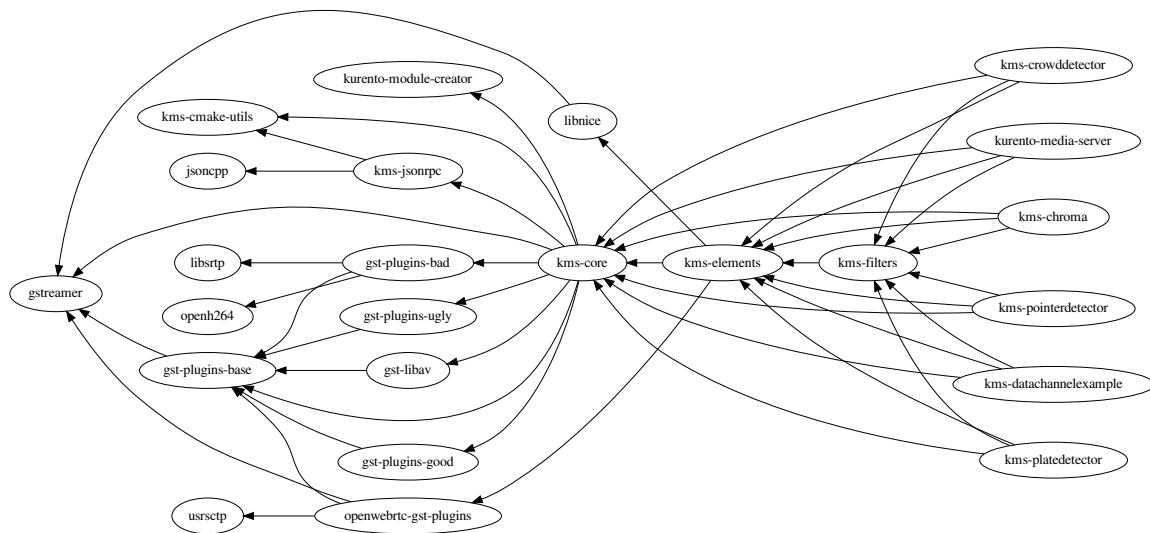 kms-crowddetector
kurento-module-creator
kms-cmake-utils
libnice
kurento-media-server
jsoncpp
kms-jsonrpc
kms-chroma
libsrtp
gst-plugins-bad
kms-core
kms-elements
kms-filters
gstreamer
openh264
gst-plugins-ugly
kms-pointerdetector
gst-plugins-base
gst-libav
kms-datachannelexample
gst-plugins-good
kms-platedetector
usrsctp
openwebrtc-gst-plugins